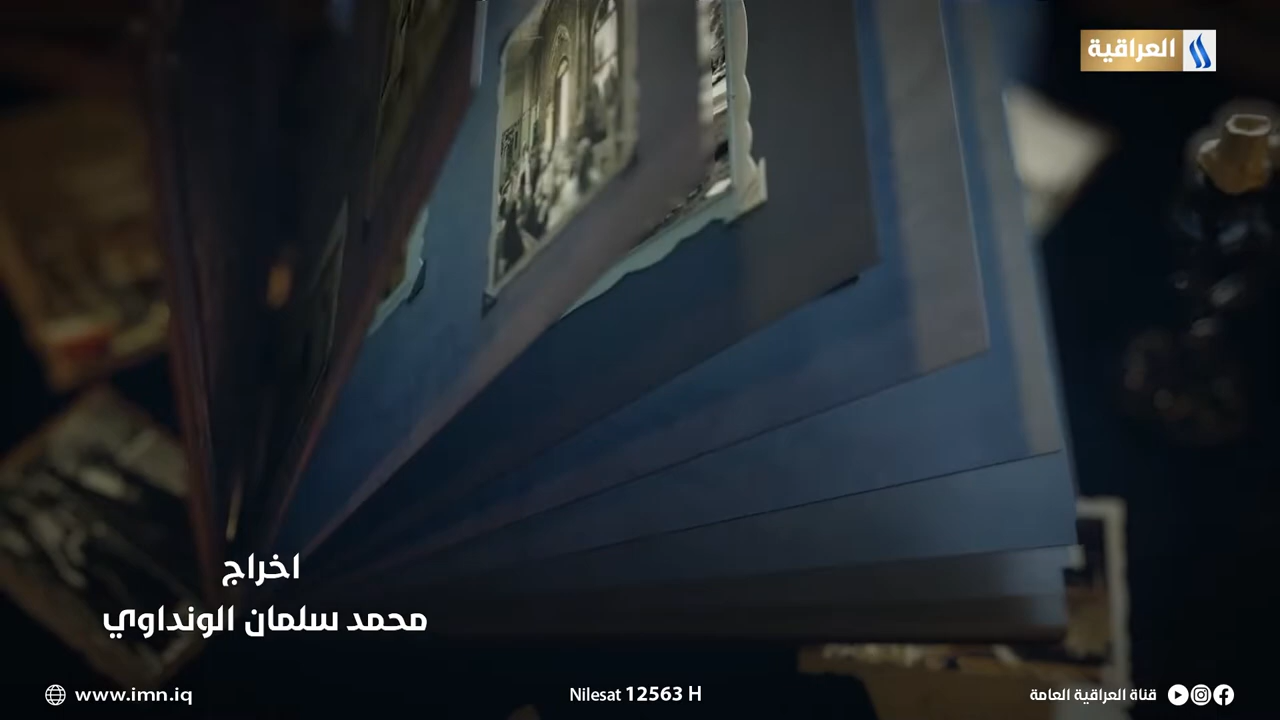 العراقية
اخراج
محمد سلمان الونداوي
www.imn.iq
Nilesat 12563 H
قناة العراقية العامة